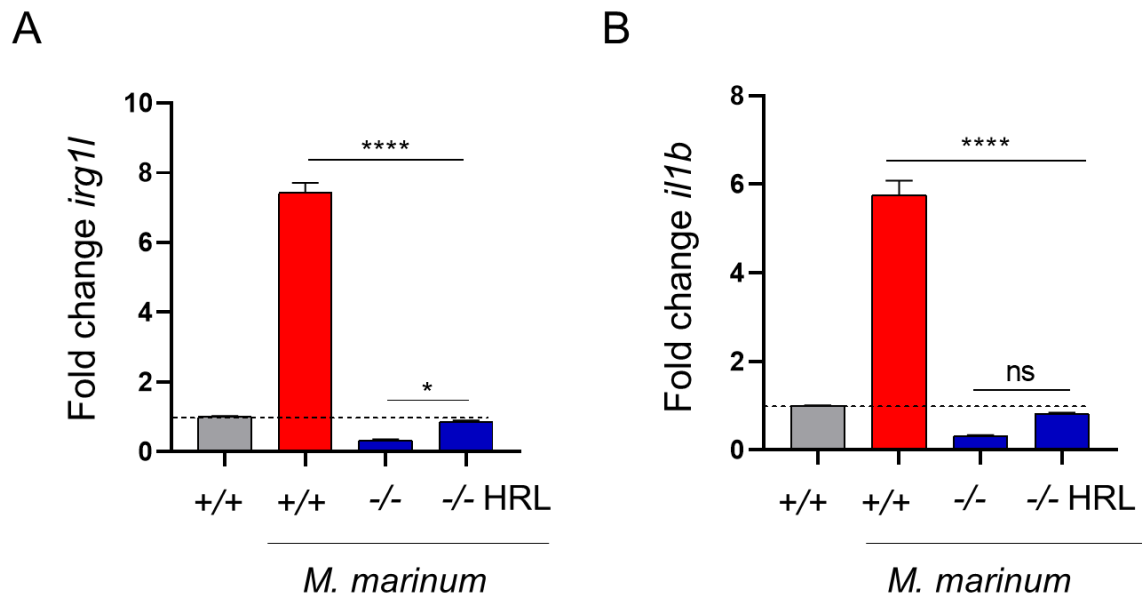 A
Fold change irg1l
10
8
6
4
2
0
****
*
+/+
+/+
-/-
-/- HRL
M. marinum
B
Fold change il1b
8
6
4
2
0
****
ns
+/+
+/+
-/-
-/- HRL
M. marinum